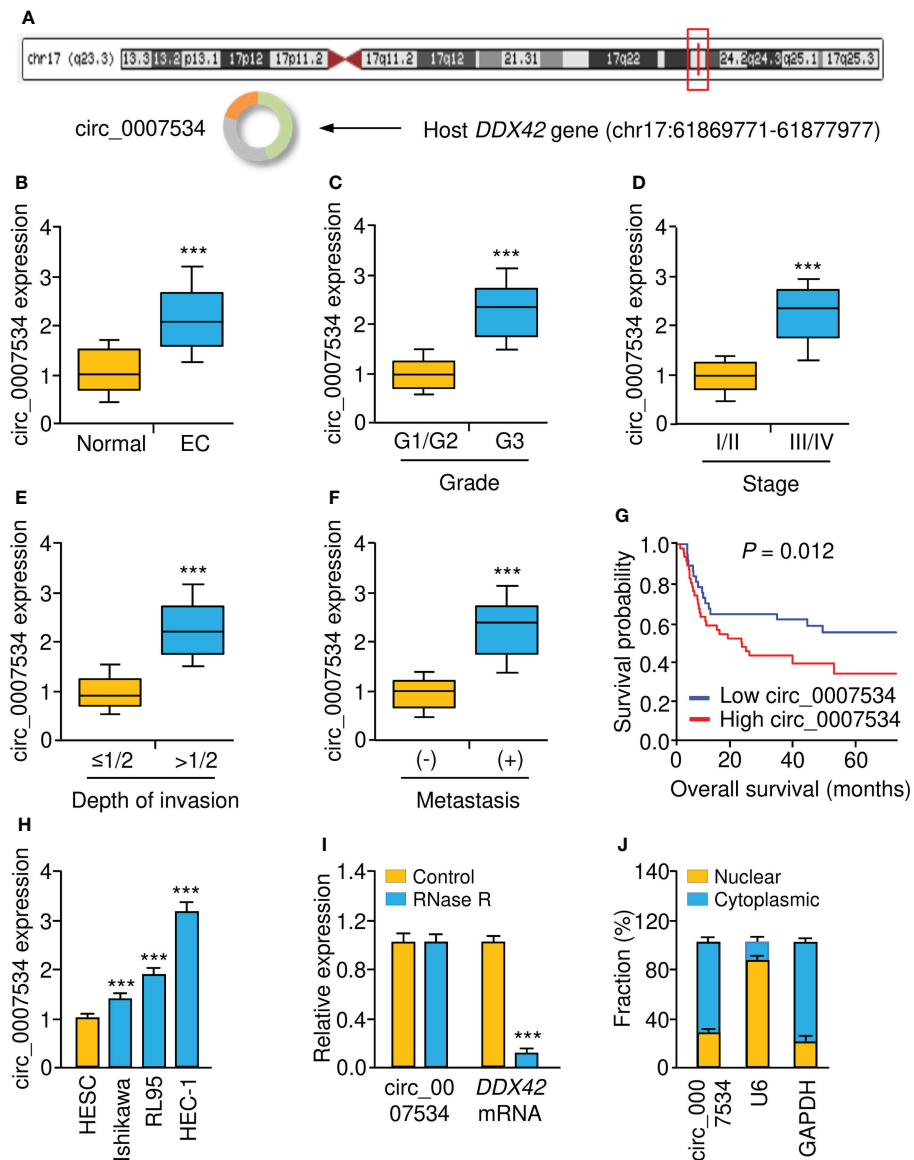 A
chr17 (q23.3) 13.3 13.2 p13.1 17p12 17p11.2 17q11.2 17q12 21.31 17q22 24.2 q24.3 q25.1 17q25.3
circ_0007534
Host DDX42 gene (chr17:61869771-61877977)
B
circ_0007534 expression
4
3
2
1
0
***
Normal EC
C
circ_0007534 expression
4
3
2
1
0
***
G1/G2 G3
Grade
D
circ_0007534 expression
4
3
2
1
0
***
I/II III/IV
Stage
E
circ_0007534 expression
4
3
2
1
0
***
≤1/2 >1/2
Depth of invasion
F
circ_0007534 expression
4
3
2
1
0
***
(-) (+)
Metastasis
G
Survival probability
1.0
0.8
0.6
0.4
0.2
0.0
P = 0.012
Low circ_0007534
High circ_0007534
0 20 40 60
Overall survival (months)
H
circ_0007534 expression
4
3
2
1
0
***
***
***
HESC
Ishikawa
RL95
HEC-1
I
Relative expression
1.4
1.2
0.8
0.4
0.0
Control
RNase R
***
circ_00
07534
DDX42
mRNA
J
Fraction (%)
140
120
80
40
0
Nuclear
Cytoplasmic
circ_000
7534
U6
GAPDH